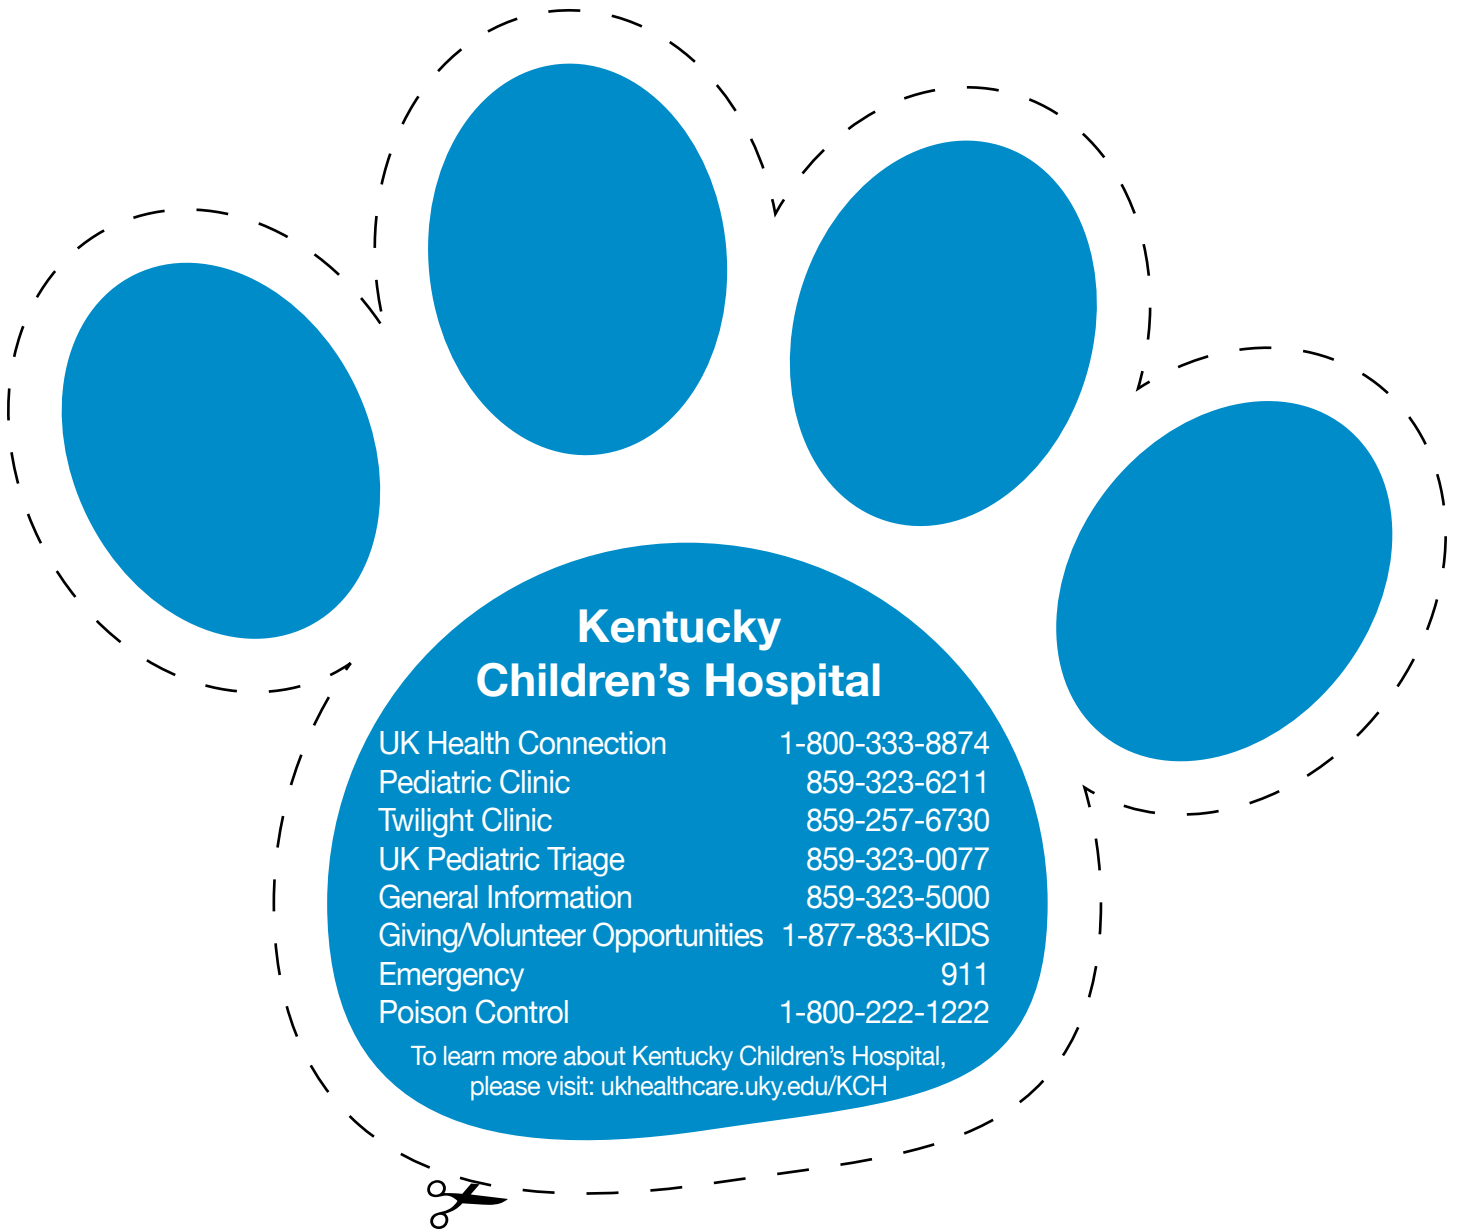 Kentucky
Children’s Hospital
UK Health Connection 1-800-333-8874
Pediatric Clinic 859-323-6211
Twilight Clinic 859-257-6730
UK Pediatric Triage 859-323-0077
General Information 859-323-5000
Giving/Volunteer Opportunities 1-877-833-KIDS
Emergency 911
Poison Control 1-800-222-1222
To learn more about Kentucky Children’s Hospital,
please visit: ukhealthcare.uky.edu/KCH